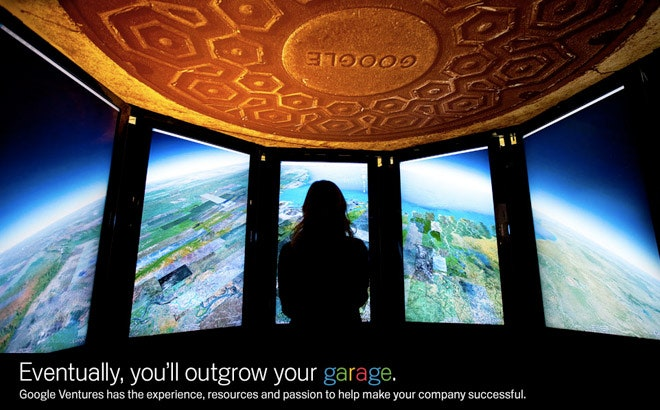 GOOGLE
Eventually, you'll outgrow your garage.
Google Ventures has the experience, resources and passion to help make your company successful.